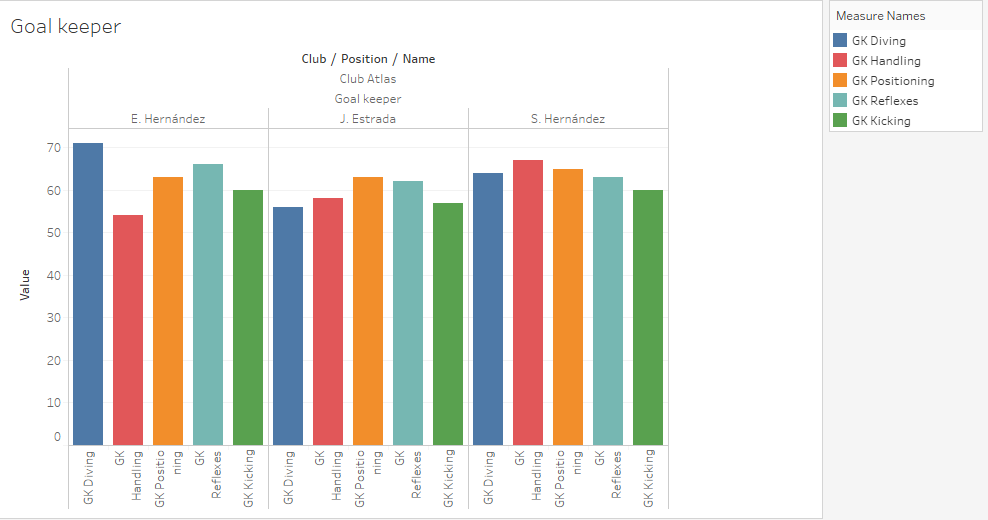 Goal keeper
Club / Position / Name
Club Atlas
Goal keeper
E. Hernández
J. Estrada
S. Hernández
Value
70
60
50
40
30
20
10
0
GK Diving
GK
Handling
GK Positio
ning
GK
Reflexes
GK Kicking
GK Diving
GK
Handling
GK Positio
ning
GK
Reflexes
GK Kicking
GK Diving
GK
Handling
GK Positio
ning
GK
Reflexes
GK Kicking
Measure Names
GK Diving
GK Handling
GK Positioning
GK Reflexes
GK Kicking